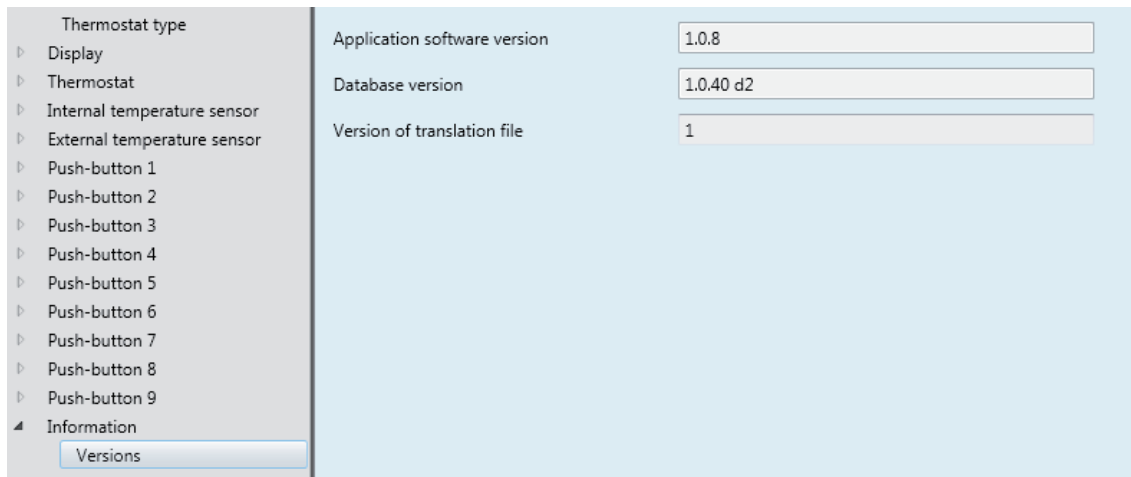 Thermostat type
Display
Thermostat
Internal temperature sensor
External temperature sensor
Push-button 1
Push-button 2
Push-button 3
Push-button 4
Push-button 5
Push-button 6
Push-button 7
Push-button 8
Push-button 9
Information
Versions
Application software version 1.0.8
Database version 1.0.40 d2
Version of translation file 1